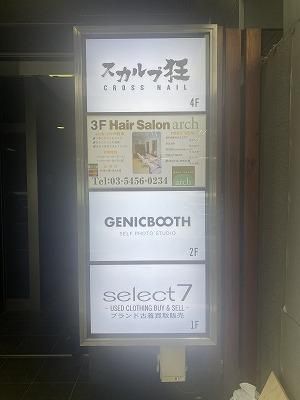 スカルプ狂
CROSS NAIL
4F
3F Hair Salon arch
Tel:03-5456-0234
arch
GENICBOOTH
SELF PHOTO STUDIO
2F
select7
- USED CLOTHING BUY & SELL -
ブランド古着買取販売
1F